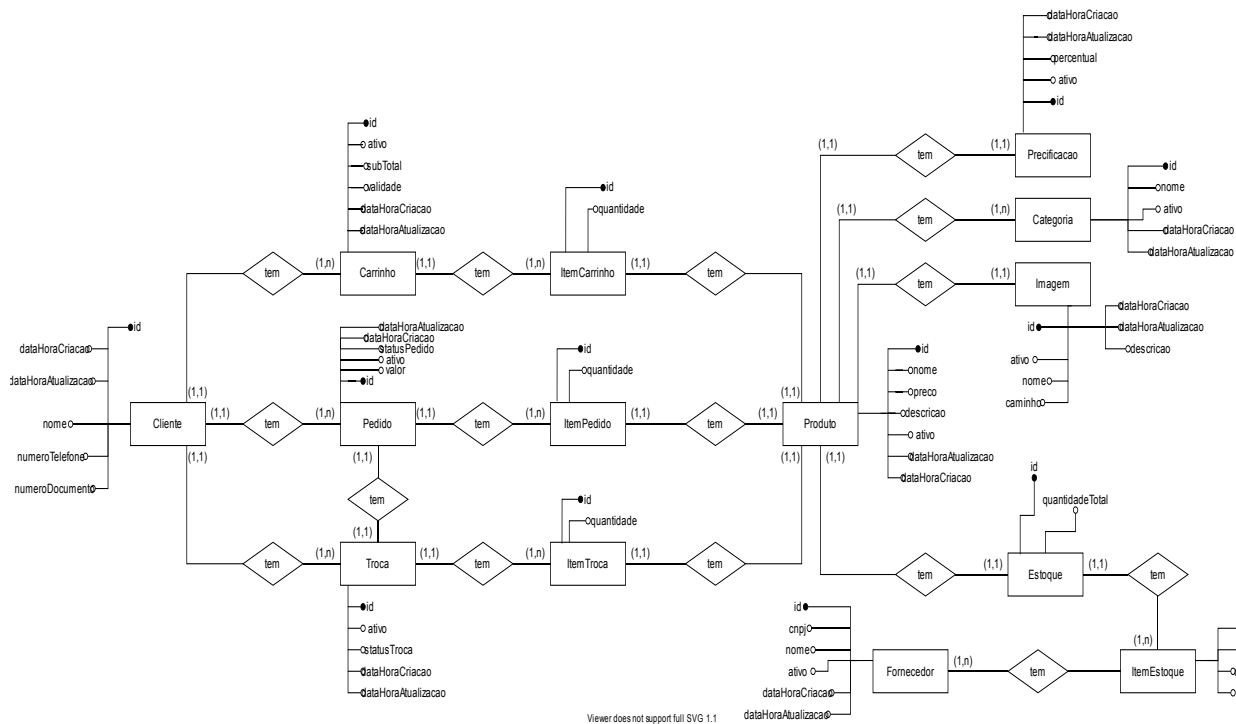 dataHoraCriacao
dataHoraAtualizacao
percentual
ativo
id
(1,1)
tem
(1,1)
Precificacao
id
ativo
subTotal
validade
dataHoraCriacao
dataHoraAtualizacao
id
quantidade
(1,1)
tem
(1,n)
Categoria
id
nome
ativo
dataHoraCriacao
dataHoraAtualizacao
tem
(1,n)
Carrinho
(1,1)
tem
(1,n)
ItemCarrinho
(1,1)
tem
(1,1)
tem
(1,1)
Imagem
dataHoraCriacao
id
dataHoraAtualizacao
descricao
ativo
nome
caminho
id
dataHoraCriacao
dataHoraAtualizacao
nome
numeroTelefone
numeroDocumento
dataHoraAtualizacao
dataHoraCriacao
statusPedido
ativo
valor
id
id
quantidade
id
nome
preco
descricao
ativo
dataHoraAtualizacao
dataHoraCriacao
(1,1)
(1,1)
Cliente
(1,1)
tem
(1,n)
Pedido
(1,1)
tem
(1,n)
ItemPedido
(1,1)
tem
(1,1)
Produto
(1,1)
(1,1)
(1,1)
(1,1)
tem
(1,1)
id
quantidade
id
quantidadeTotal
tem
(1,n)
Troca
(1,1)
tem
(1,n)
ItemTroca
(1,1)
tem
tem
(1,1)
Estoque
(1,1)
tem
id
ativo
statusTroca
dataHoraCriacao
dataHoraAtualizacao
id
cnpj
nome
ativo
dataHoraCriacao
dataHoraAtualizacao
Fornecedor
(1,n)
tem
(1,n)
ItemEstoque
Viewer does not support full SVG 1.1